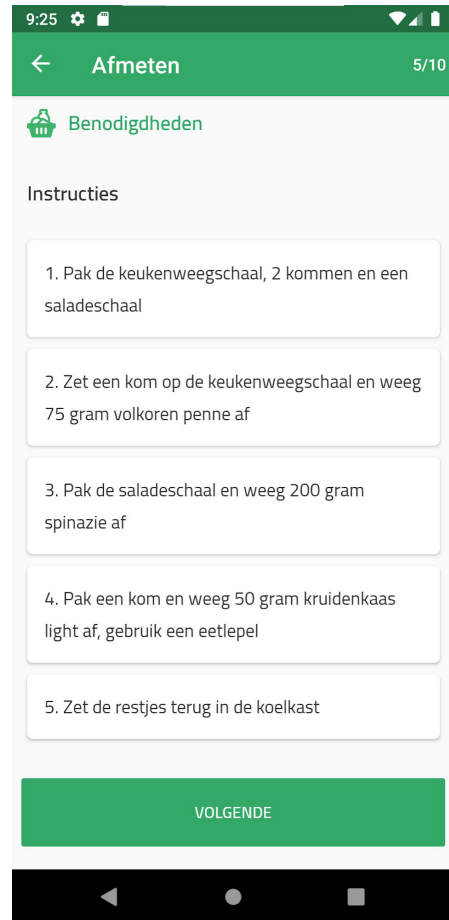 9:25
Afmeten
5/10
Benodigdheden
Instructies
1. Pak de keukenweegschaal, 2 kommen en een
saladeschaal
2. Zet een kom op de keukenweegschaal en weeg
75 gram volkoren penne af
3. Pak de saladeschaal en weeg 200 gram
spinazie af
4. Pak een kom en weeg 50 gram kruidenkaas
light af, gebruik een eetlepel
5. Zet de restjes terug in de koelkast
VOLGENDE